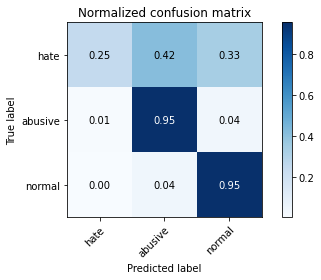 Normalized confusion matrix
True label
hate 0.25 0.42 0.33
abusive 0.01 0.95 0.04
normal 0.00 0.04 0.95
hate abusive normal
Predicted label
0.8
0.6
0.4
0.2